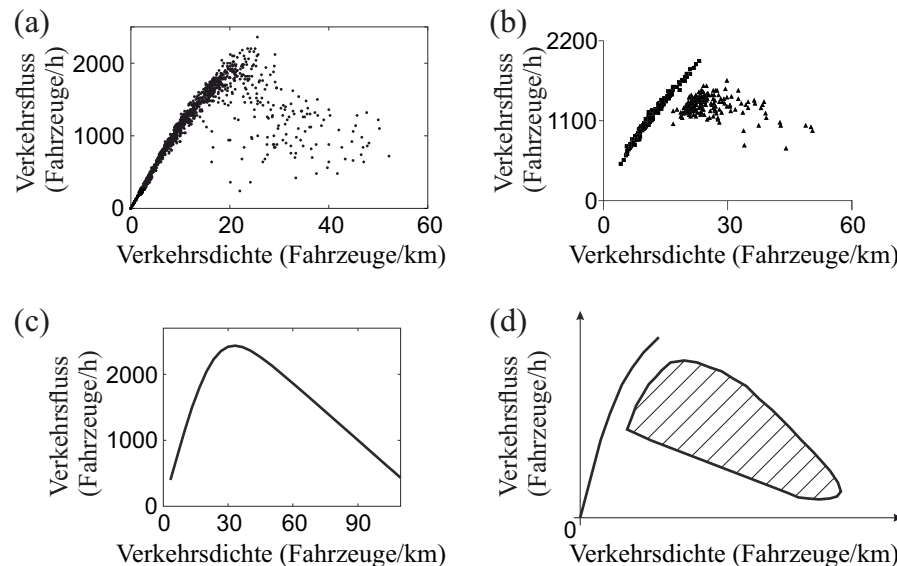 (a)
Verkehrsfluss
(Fahrzeuge/h)
2000
1000
0
0 20 40 60
Verkehrsdichte (Fahrzeuge/km)
(b)
Verkehrsfluss
(Fahrzeuge/h)
2200
1100
0
0 30 60
Verkehrsdichte (Fahrzeuge/km)
(c)
Verkehrsfluss
(Fahrzeuge/h)
2000
1000
0
0 30 60 90
Verkehrsdichte (Fahrzeuge/km)
(d)
Verkehrsfluss
(Fahrzeuge/h)
0
Verkehrsdichte (Fahrzeuge/km)